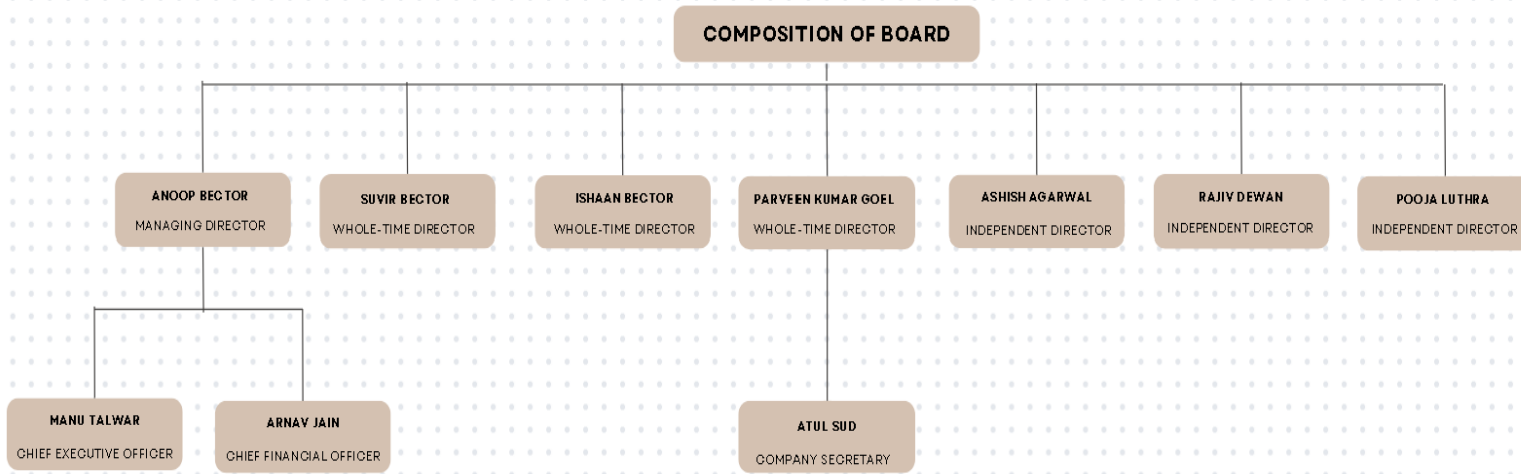 COMPOSITION OF BOARD
ANOOP BECTOR
MANAGING DIRECTOR
SUVIR BECTOR
WHOLE-TIME DIRECTOR
ISHAAN BECTOR
WHOLE-TIME DIRECTOR
PARVEEN KUMAR GOEL
WHOLE-TIME DIRECTOR
ASHISH AGARWAL
INDEPENDENT DIRECTOR
RAJIV DEWAN
INDEPENDENT DIRECTOR
POOJA LUTHRA
INDEPENDENT DIRECTOR
MANU TALWAR
CHIEF EXECUTIVE OFFICER
ARNAV JAIN
CHIEF FINANCIAL OFFICER
ATUL SUD
COMPANY SECRETARY